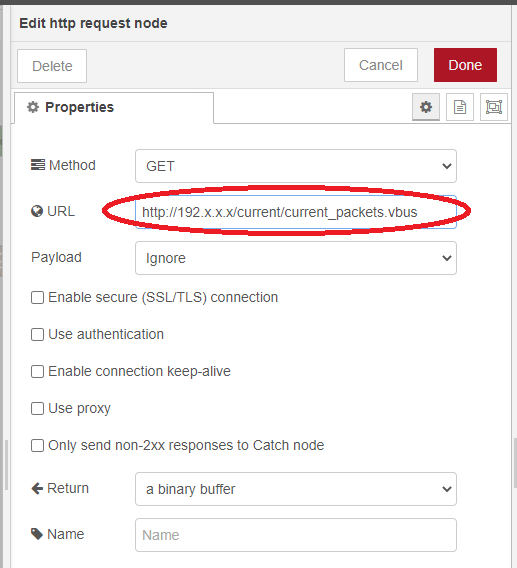 Edit http request node
Delete
Cancel
Done
Properties
Method
GET
URL
http://192.x.x.x/current/current_packets.vbus
Payload
Ignore
Enable secure (SSL/TLS) connection
Use authentication
Enable connection keep-alive
Use proxy
Only send non-2xx responses to Catch node
Return
a binary buffer
Name
Name